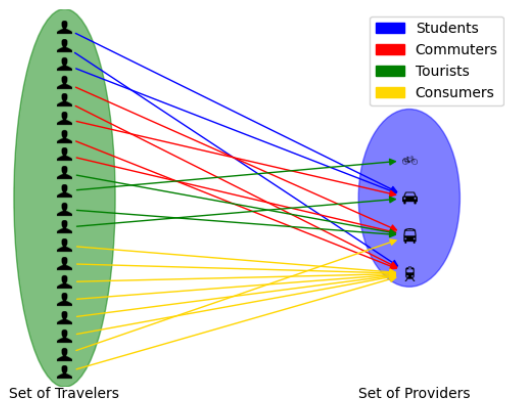 Students
Commuters
Tourists
Consumers
Set of Travelers
Set of Providers